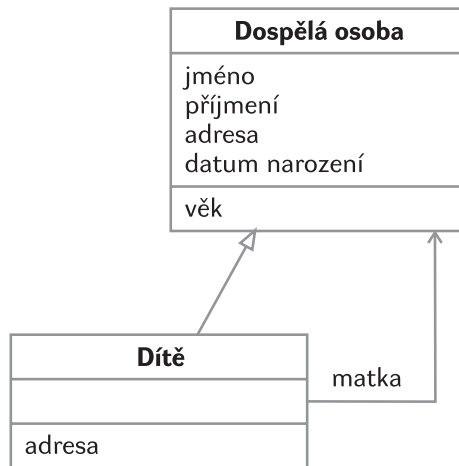 Dospělá osoba
jméno
příjmení
adresa
datum narození
věk
Dítě
matka
adresa